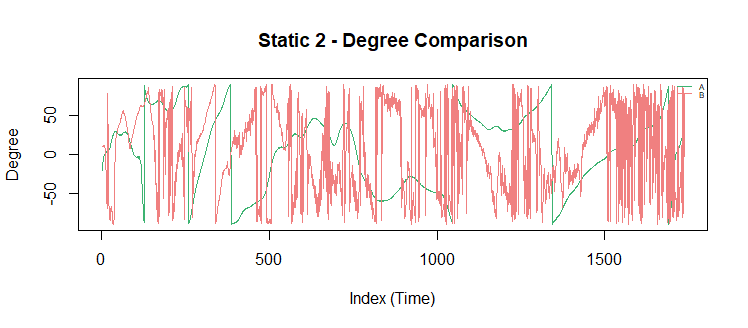 Static 2 - Degree Comparison
A
B
50
0
-50
Degree
0
500
1000
1500
Index (Time)